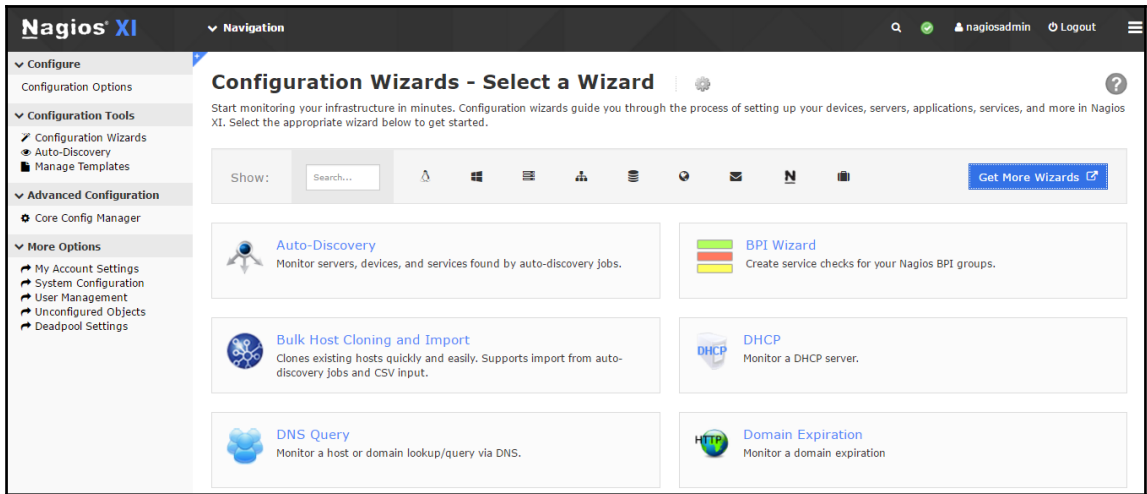 Nagios® XI
Navigation
nagiosadmin
Logout
Configure
Configuration Options
Configuration Tools
Configuration Wizards
Auto-Discovery
Manage Templates
Advanced Configuration
Core Config Manager
More Options
My Account Settings
System Configuration
User Management
Unconfigured Objects
Deadpool Settings
Configuration Wizards - Select a Wizard
?
Start monitoring your infrastructure in minutes. Configuration wizards guide you through the process of setting up your devices, servers, applications, services, and more in Nagios
XI. Select the appropriate wizard below to get started.
Show:
Search...
N
Get More Wizards
Auto-Discovery
Monitor servers, devices, and services found by auto-discovery jobs.
BPI Wizard
Create service checks for your Nagios BPI groups.
Bulk Host Cloning and Import
Clones existing hosts quickly and easily. Supports import from auto-
discovery jobs and CSV input.
DHCP
DHCP
Monitor a DHCP server.
DNS Query
Monitor a host or domain lookup/query via DNS.
HTTP
Domain Expiration
Monitor a domain expiration